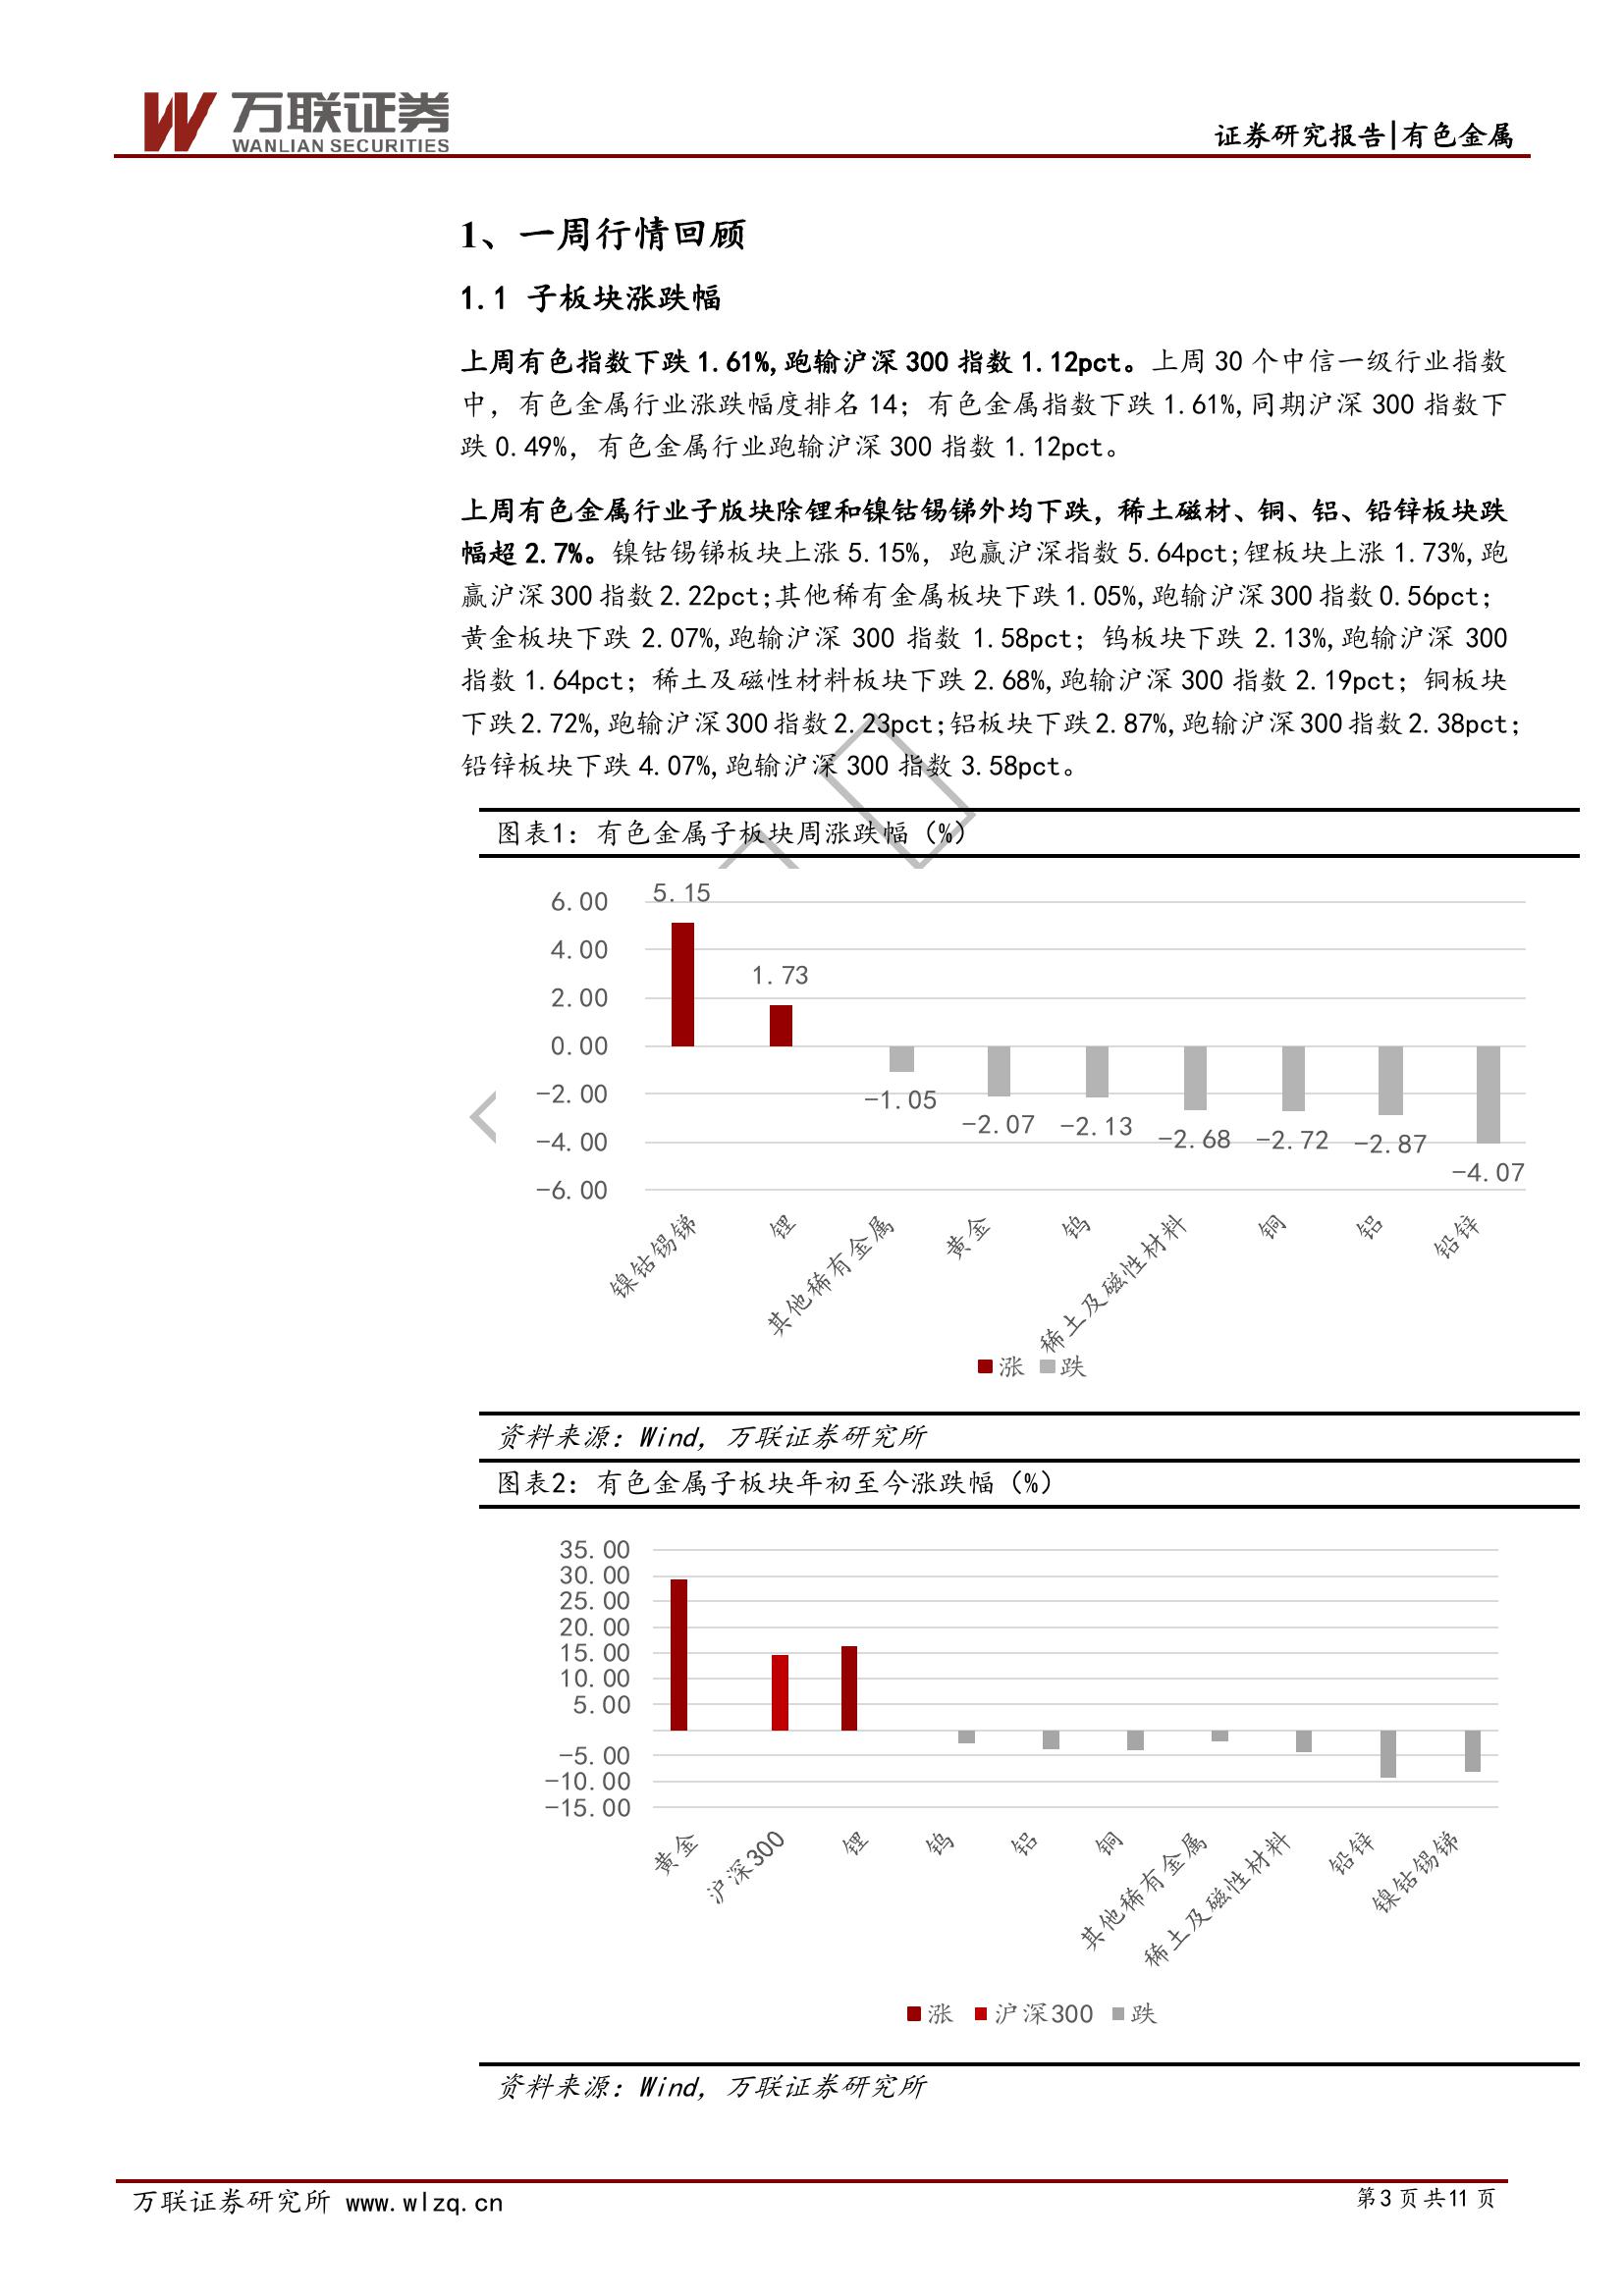 万联证券
WANLIAN SECURITIES
证券研究报告|有色金属
1、一周行情回顾
1.1 子板块涨跌幅
上周有色指数下跌1.61%,跑输沪深300指数1.12pct。上周30个中信一级行业指数
中，有色金属行业涨跌幅度排名14；有色金属指数下跌1.61%,同期沪深300指数下
跌0.49%，有色金属行业跑输沪深300指数1.12pct。
上周有色金属行业子版块除锂和镍钴锡锑外均下跌，稀土磁材、铜、铝、铅锌板块跌
幅超2.7%。镍钴锡锑板块上涨5.15%，跑赢沪深指数5.64pct;锂板块上涨1.73%,跑
赢沪深300指数2.22pct;其他稀有金属板块下跌1.05%,跑输沪深300指数0.56pct；
黄金板块下跌2.07%,跑输沪深300指数1.58pct；钨板块下跌2.13%,跑输沪深300
指数1.64pct；稀土及磁性材料板块下跌2.68%,跑输沪深300指数2.19pct；铜板块
下跌2.72%,跑输沪深300指数2.23pct;铝板块下跌2.87%,跑输沪深300指数2.38pct；
铅锌板块下跌4.07%,跑输沪深300指数3.58pct。
图表1：有色金属子板块周涨跌幅（%）
6.00
4.00
2.00
0.00
-2.00
-4.00
-6.00
5.15
1.73
-1.05
-2.07
-2.13
-2.68
-2.72
-2.87
-4.07
镍钴锡锑
锂
其他稀有金属
黄金
钨
稀土及磁性材料
铜
铝
铅锌
涨 跌
资料来源：Wind，万联证券研究所
图表2：有色金属子板块年初至今涨跌幅（%）
35.00
30.00
25.00
20.00
15.00
10.00
5.00
-5.00
-10.00
-15.00
黄金
沪深300
锂
钨
铝
铜
其他稀有金属
稀土及磁性材料
铅锌
镍钴锡锑
涨 沪深300 跌
资料来源：Wind，万联证券研究所
万联证券研究所 www.wlzq.cn
第3页共11页